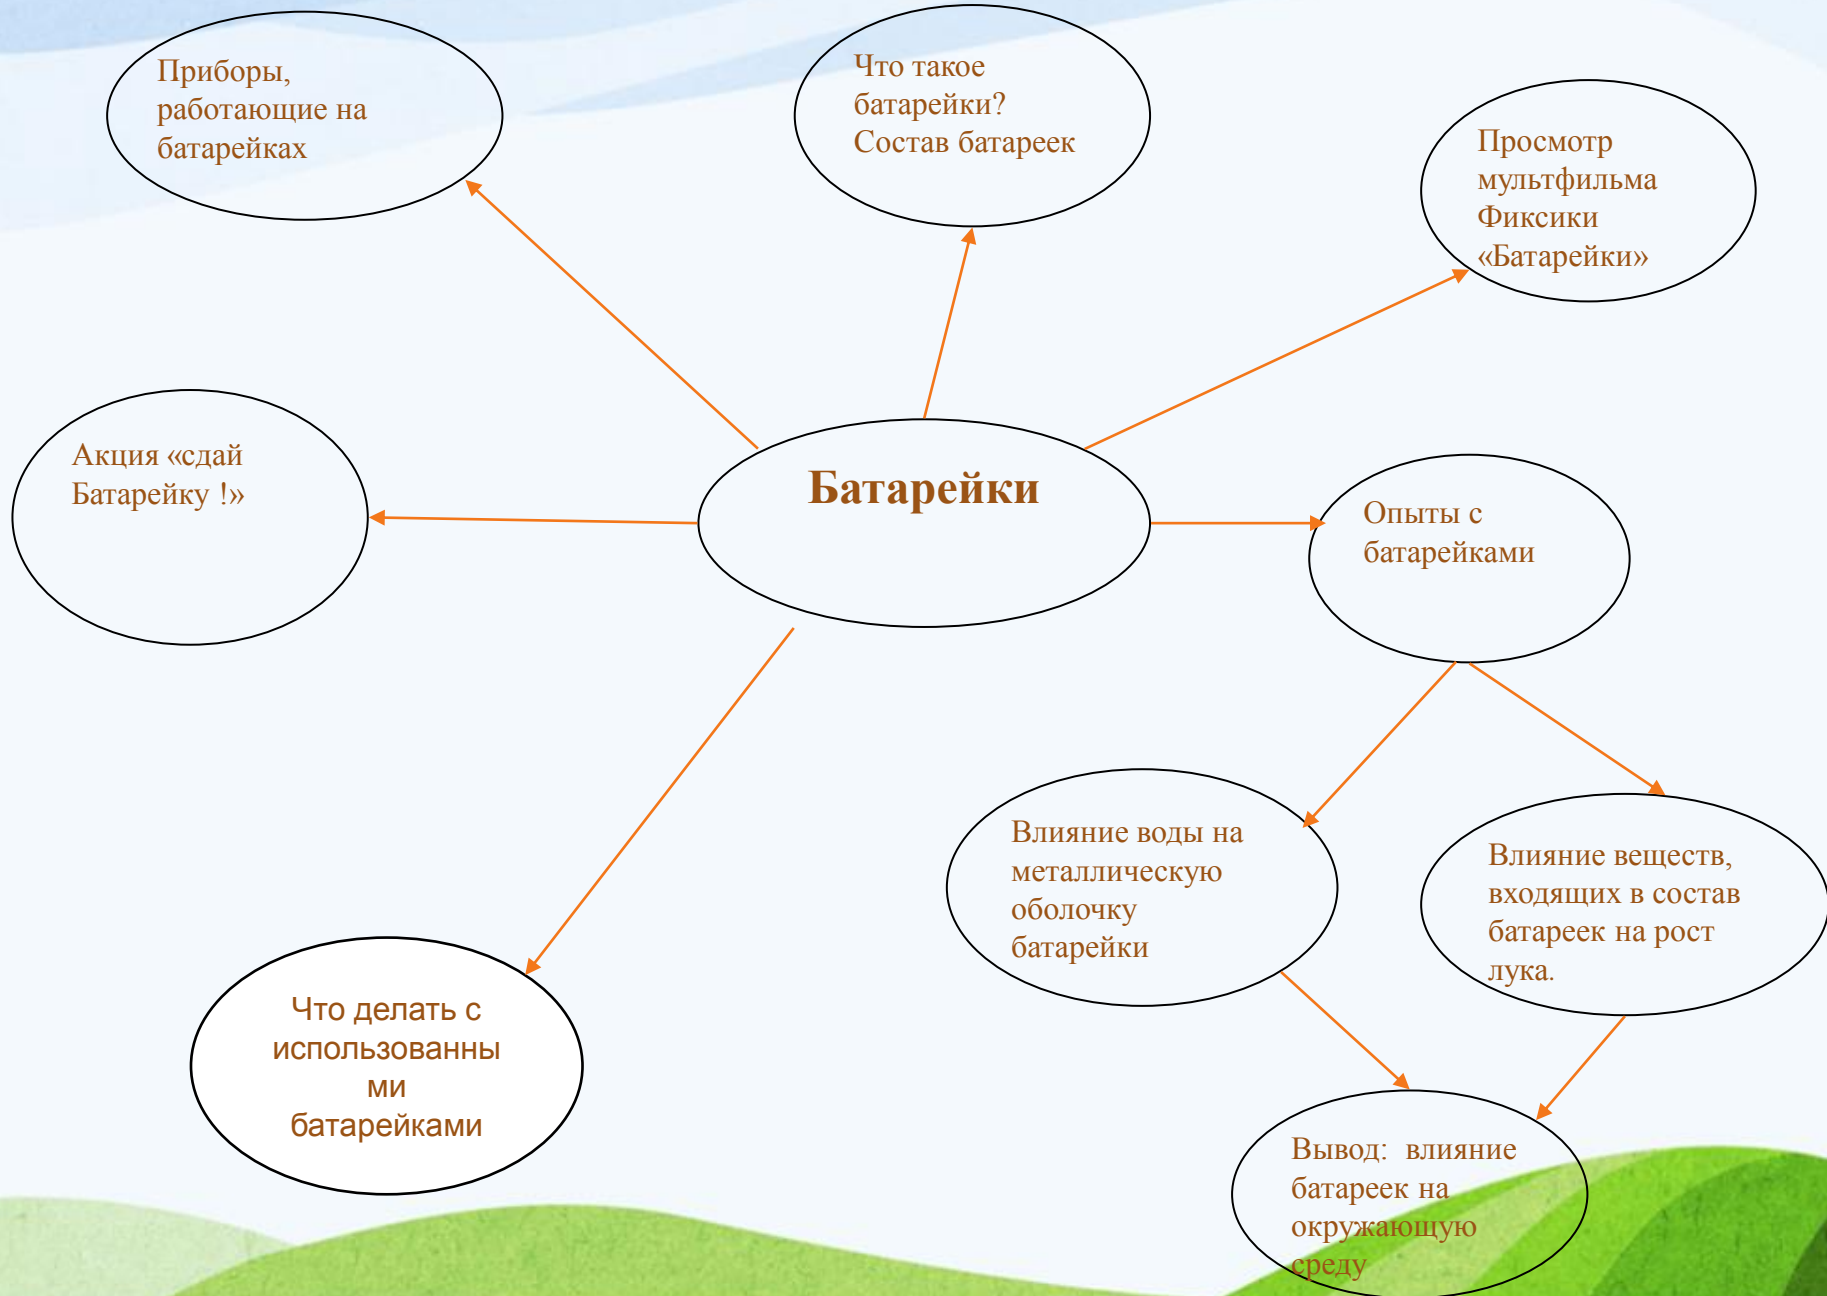 Приборы,
работающие на
батарейках
Что такое
батарейки?
Состав батареек
Просмотр
мультфильма
Фиксики
«Батарейки»
Акция «сдай
Батарейку !»
Батарейки
Опыты с
батарейками
Влияние воды на
металлическую
оболочку
батарейки
Влияние веществ,
входящих в состав
батареек на рост
лука.
Что делать с
использованны
ми
батарейками
Вывод:  влияние
батареек на
окружающую
среду